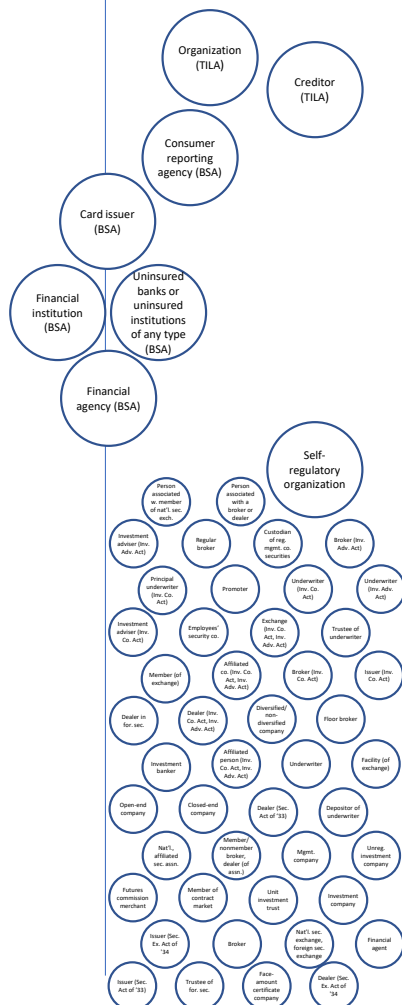 Organization
(TILA)
Creditor
(TILA)
Consumer
reporting
agency (BSA)
Card issuer
(BSA)
Financial
institution
(BSA)
Uninsured
banks or
uninsured
institutions
of any type
(BSA)
Financial
agency (BSA)
Self-
regulatory
organization
Person
associated
w. member
of nat'l. sec.
exch.
Person
associated
with a
broker or
dealer
Investment
adviser (Inv.
Adv. Act)
Regular
broker
Custodian
of reg.
mgmt. co.
securities
Broker (Inv.
Adv. Act)
Principal
underwriter
(Inv. Co.
Act)
Promoter
Underwriter
(Inv. Co.
Act)
Underwriter
(Inv. Adv.
Act)
Investment
adviser (Inv.
Co. Act)
Employees'
security co.
Exchange
(Inv. Co.
Act, Inv.
Adv. Act)
Trustee of
underwriter
Member (of
exchange)
Affiliated
co. (Inv. Co.
Act, Inv.
Adv. Act)
Broker (Inv.
Co. Act)
Issuer (Inv.
Co. Act)
Dealer in
for. sec.
Dealer (Inv.
Co. Act, Inv.
Adv. Act)
Diversified/
non-
diversified
company
Floor broker
Investment
banker
Affiliated
person (Inv.
Co. Act, Inv.
Adv. Act)
Underwriter
Facility (of
exchange)
Open-end
company
Closed-end
company
Dealer (Sec.
Act of '33)
Depositor of
underwriter
Nat'l.,
affiliated
sec. assn.
Member/
nonmember
broker,
dealer (of
assn.)
Mgmt.
company
Unreg.
investment
company
Futures
commission
merchant
Member of
contract
market
Unit
investment
trust
Investment
company
Issuer (Sec.
Ex. Act of
'34
Broker
Nat'l. sec.
exchange,
foreign sec.
exchange
Financial
agent
Issuer (Sec.
Act of '33)
Trustee of
for. sec.
Face-
amount
certificate
company
Dealer (Sec.
Ex. Act of
'34